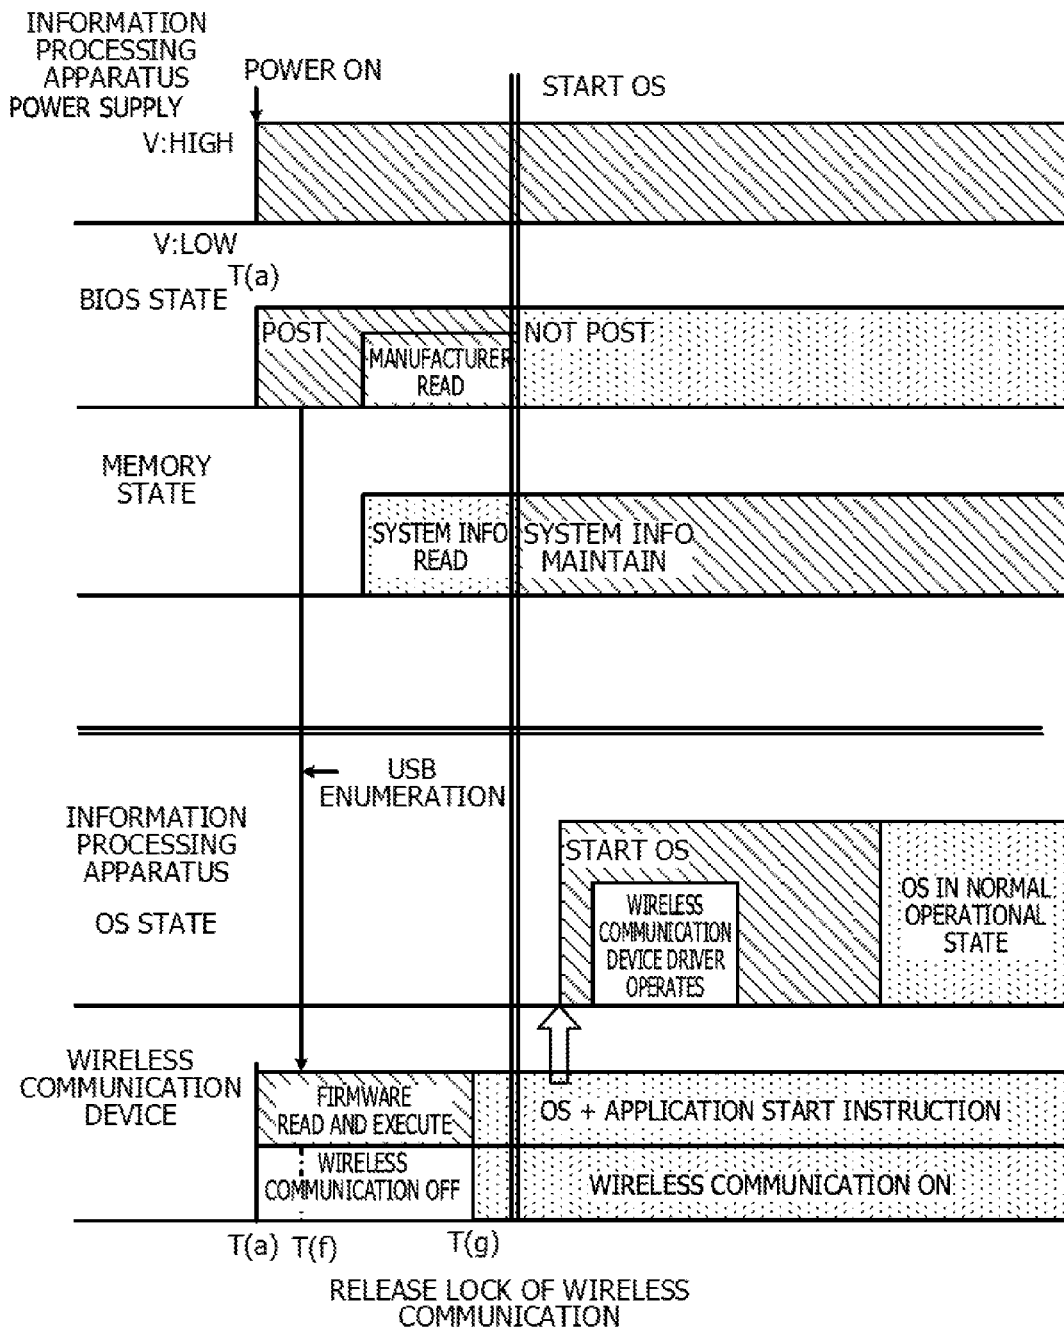 INFORMATION
PROCESSING
APPARATUS
POWER SUPPLY
POWER ON
START OS
V:HIGH
V:LOW
T(a)
BIOS STATE
POST
NOT POST
MANUFACTURER
READ
MEMORY
STATE
SYSTEM INFO
READ
SYSTEM INFO
MAINTAIN
USB
ENUMERATION
INFORMATION
PROCESSING
APPARATUS
OS STATE
START OS
WIRELESS
COMMUNICATION
DEVICE DRIVER
OPERATES
OS IN NORMAL
OPERATIONAL
STATE
WIRELESS
COMMUNICATION
DEVICE
FIRMWARE
READ AND EXECUTE
OS + APPLICATION START INSTRUCTION
WIRELESS
COMMUNICATION OFF
WIRELESS COMMUNICATION ON
T(a) T(f) T(g)
RELEASE LOCK OF WIRELESS
COMMUNICATION